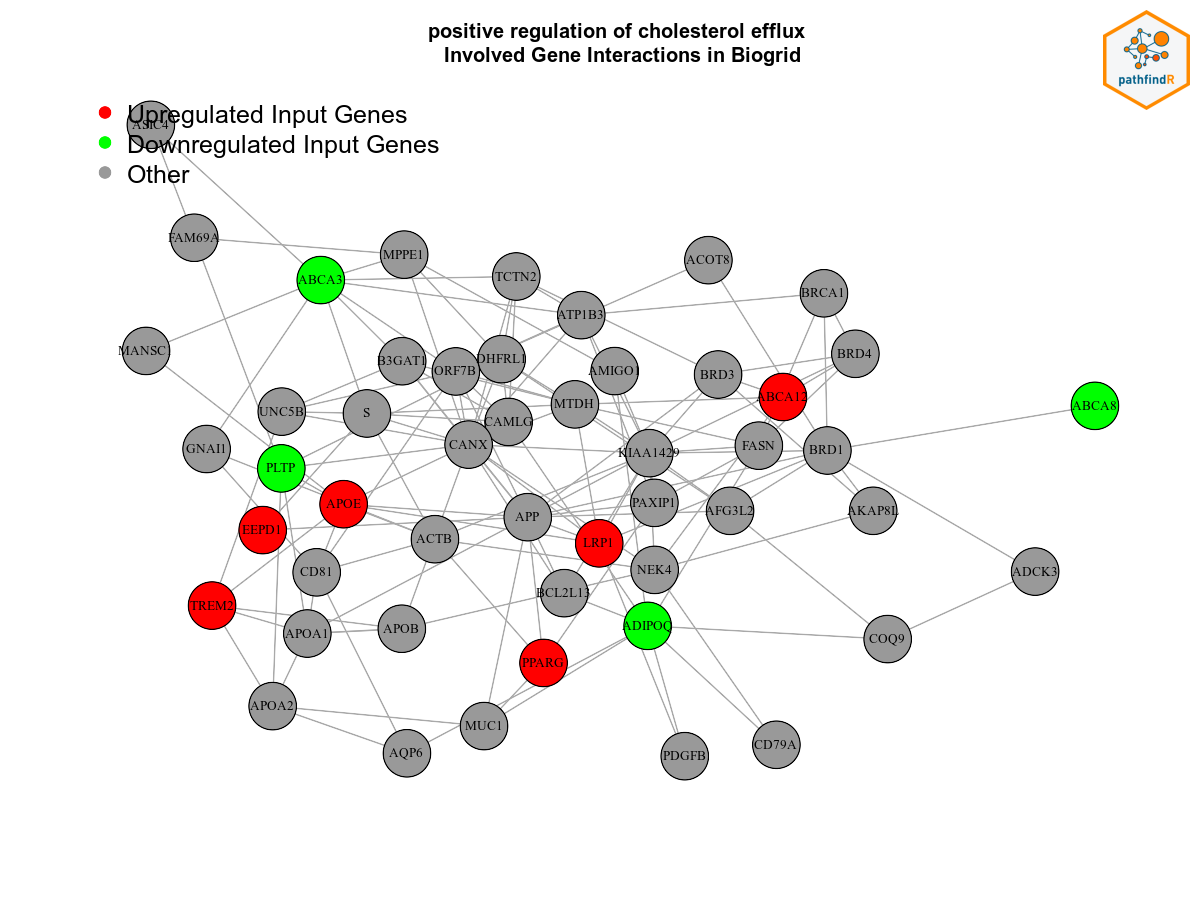 positive regulation of cholesterol efflux
Involved Gene Interactions in Biogrid
pathfindR
Upregulated Input Genes
ASIC4
Downregulated Input Genes
Other
FAM69A
MPPE1
ACOT8
TCTN2
ABCA3
BRCA1
ATP1B3
MANSC1
BRD4
B3GAT1
DHFRL1
ORF7B
AMIGO1
BRD3
ABCA12
MTDH
ABCA8
UNC5B
S
CAMLG
GNAI1
CANX
KIAA1429
FASN
BRD1
PLTP
APOE
PAXIP1
AFG3L2
AKAP8L
APP
EEPD1
ACTB
LRP1
CD81
NEK4
ADCK3
BCL2L13
TREM2
APOA1
APOB
ADIPOQ
COQ9
PPARG
APOA2
MUC1
AQP6
PDGFB
CD79A